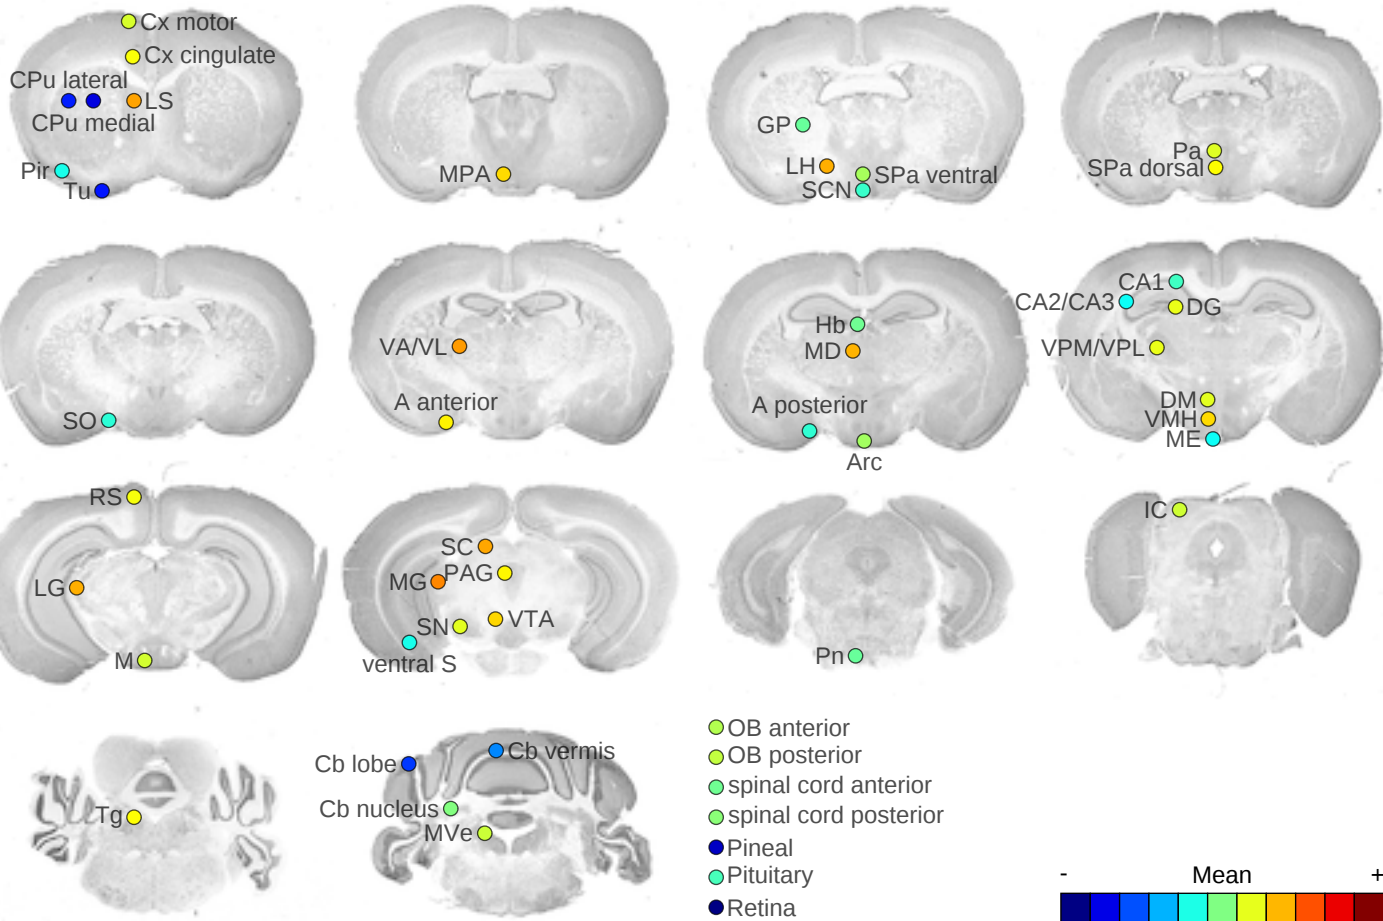 Cx motor
Cx cingulate
CPu lateral
LS
CPu medial
Pir
Tu
MPA
GP
LH
SPa ventral
SCN
Pa
SPa dorsal
SO
VA/VL
A anterior
Hb
MD
A posterior
Arc
CA1
CA2/CA3
DG
VPM/VPL
DM
VMH
ME
RS
LG
M
SC
MG
PAG
SN
VTA
ventral S
Pn
IC
Tg
Cb lobe
Cb vermis
Cb nucleus
MVe
OB anterior
OB posterior
spinal cord anterior
spinal cord posterior
Pineal
Pituitary
Retina
- Mean +